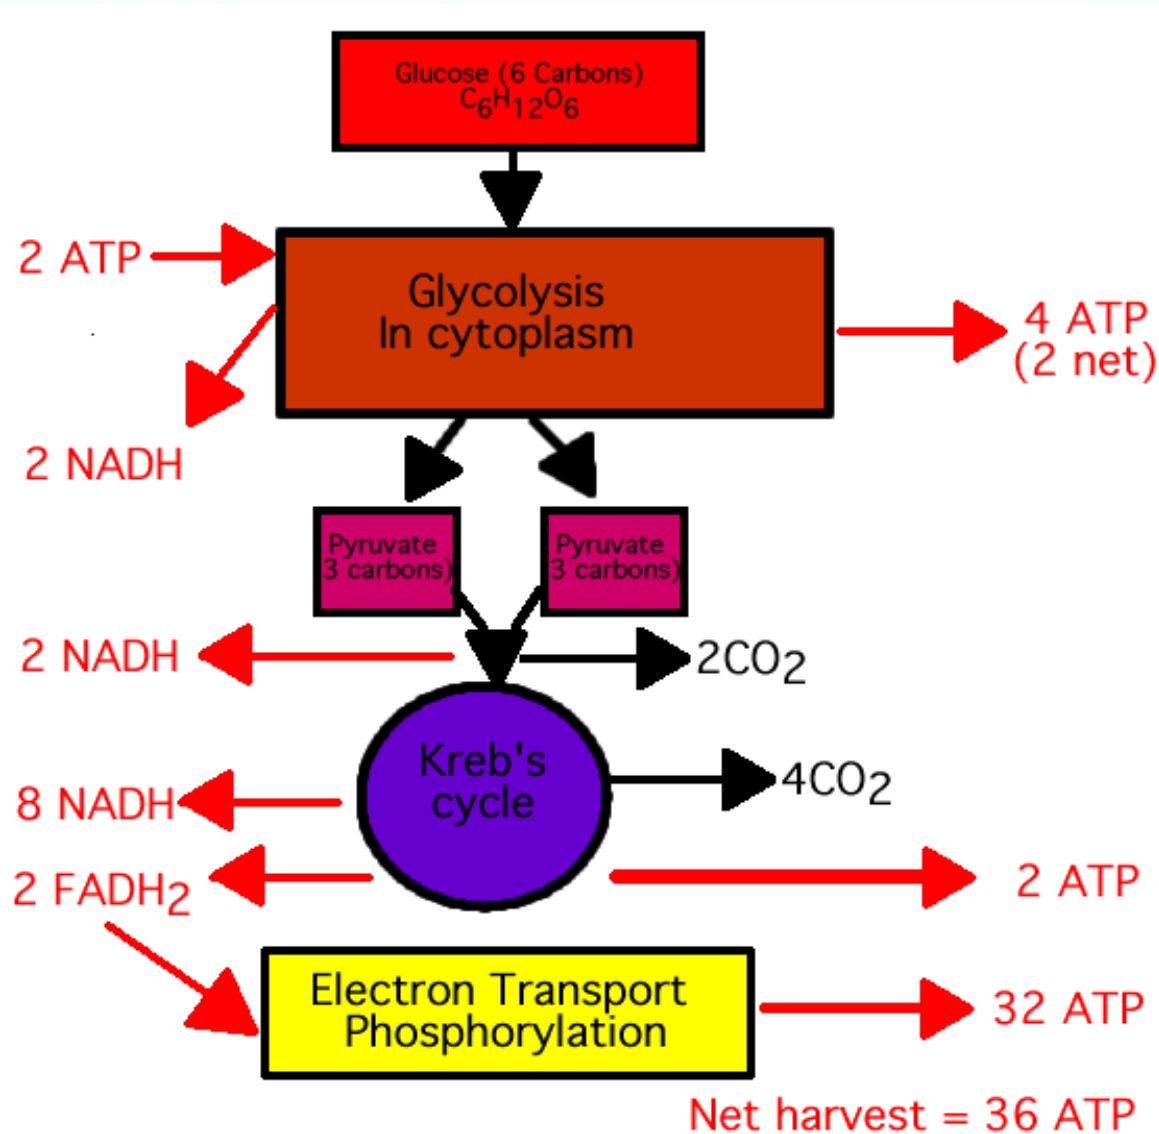 Glucose (6 Carbons)
C6H12O6
2 ATP
Glycolysis
In cytoplasm
4 ATP
(2 net)
2 NADH
Pyruvate
3 carbons)
Pyruvate
3 carbons)
2 NADH
2CO2
Kreb's
cycle
4CO2
8 NADH
2 FADH2
2 ATP
Electron Transport
Phosphorylation
32 ATP
Net harvest = 36 ATP